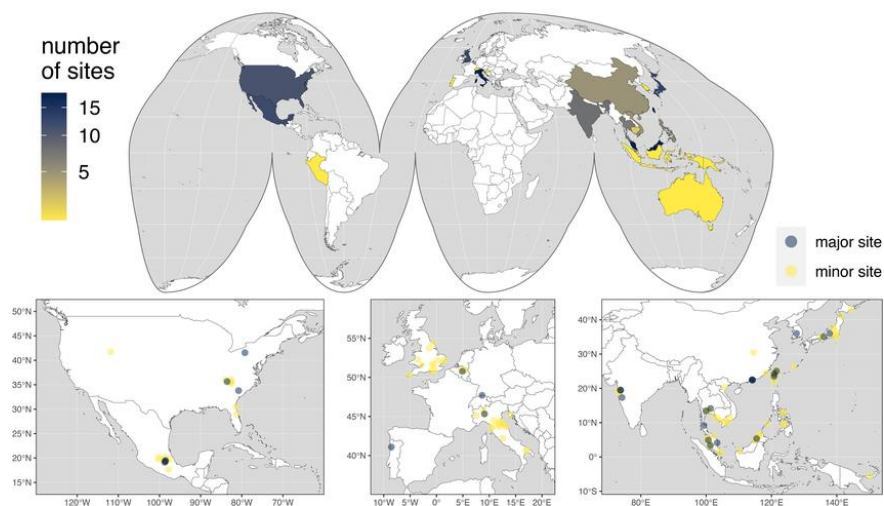 number
of sites
15
10
5
major site
minor site
50°N
45°N
40°N
35°N
30°N
25°N
20°N
15°N
120°W 110°W 100°W 90°W 80°W 70°W
55°N
50°N
45°N
40°N
10°W 5°W 0°E 5°E 10°E 15°E 20°E
40°N
30°N
20°N
10°N
0°
10°S
80°E 100°E 120°E 140°E